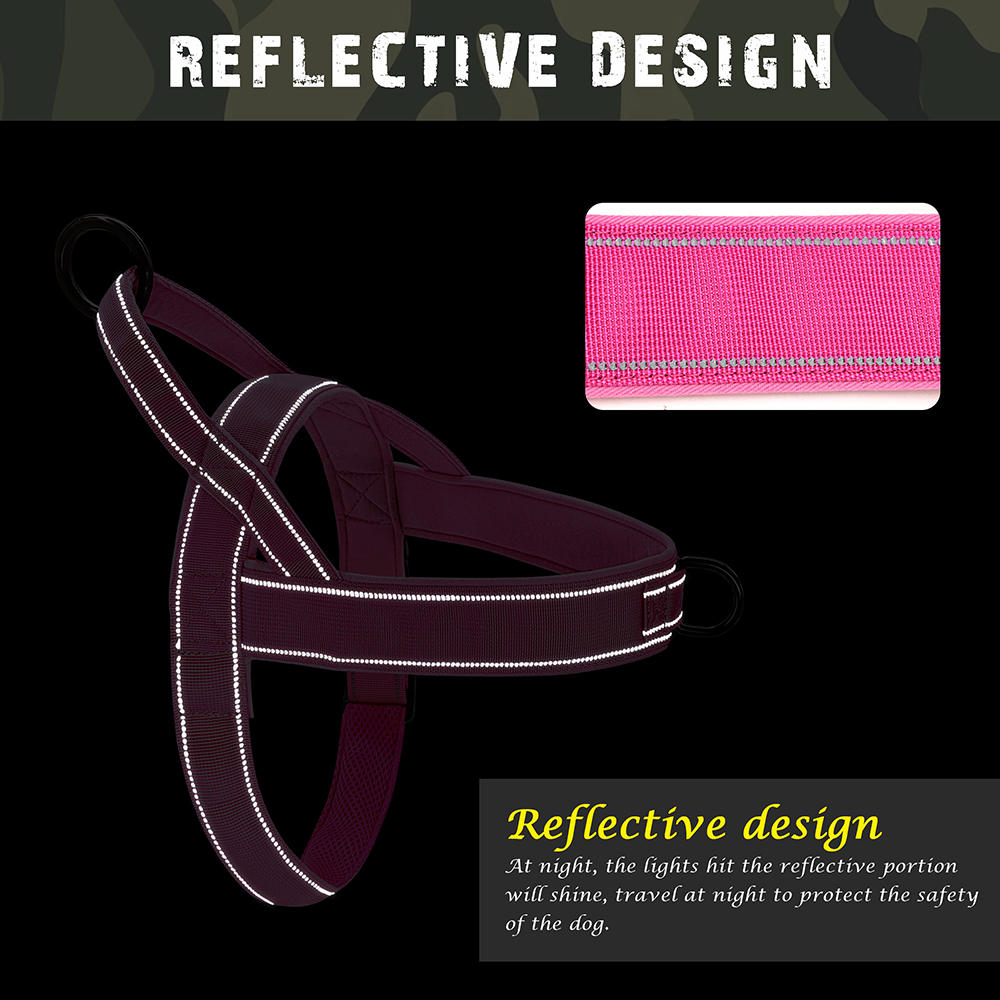 REFLECTIVE DESIGN
Reflective design
At night, the lights hit the reflective portion
will shine, travel at night to protect the safety
of the dog.